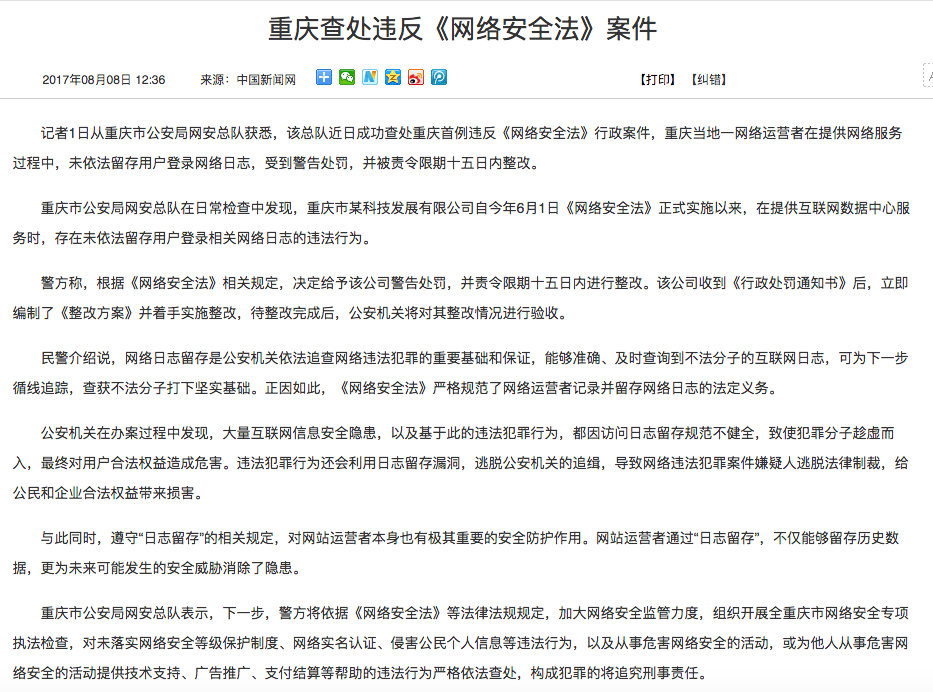 重庆查处违反《网络安全法》案件
2017年08月08日 12:36 来源：中国新闻网 【打印】 【纠错】
记者1日从重庆市公安局网安总队获悉，该总队近日成功查处重庆首例违反《网络安全法》行政案件，重庆当地一网络运营者在提供网络服务
过程中，未依法留存用户登录网络日志，受到警告处罚，并被责令限期十五日内整改。
重庆市公安局网安总队在日常检查中发现，重庆市某科技发展有限公司自今年6月1日《网络安全法》正式实施以来，在提供互联网数据中心服
务时，存在未依法留存用户登录相关网络日志的违法行为。
警方称，根据《网络安全法》相关规定，决定给予该公司警告处罚，并责令限期十五日内进行整改。该公司收到《行政处罚通知书》后，立即
编制了《整改方案》并着手实施整改，待整改完成后，公安机关将对其整改情况进行验收。
民警介绍说，网络日志留存是公安机关依法追查网络违法犯罪的重要基础和保证，能够准确、及时查询到不法分子的互联网日志，可为下一步
循线追踪，查获不法分子打下坚实基础。正因如此，《网络安全法》严格规范了网络运营者记录并留存网络日志的法定义务。
公安机关在办案过程中发现，大量互联网信息安全隐患，以及基于此的违法犯罪行为，都因访问日志留存规范不健全，致使犯罪分子趁虚而
入，最终对用户合法权益造成危害。违法犯罪行为还会利用日志留存漏洞，逃脱公安机关的追缉，导致网络违法犯罪案件嫌疑人逃脱法律制裁，给
公民和企业合法权益带来损害。
与此同时，遵守“日志留存”的相关规定，对网站运营者本身也有极其重要的安全防护作用。网站运营者通过“日志留存”，不仅能够留存历史数
据，更为未来可能发生的安全威胁消除了隐患。
重庆市公安局网安总队表示，下一步，警方将依据《网络安全法》等法律法规规定，加大网络安全监管力度，组织开展全重庆市网络安全专项
执法检查，对未落实网络安全等级保护制度、网络实名认证、侵害公民个人信息等违法行为，以及从事危害网络安全的活动，或为他人从事危害网
络安全的活动提供技术支持、广告推广、支付结算等帮助的违法行为严格依法查处，构成犯罪的将追究刑事责任。